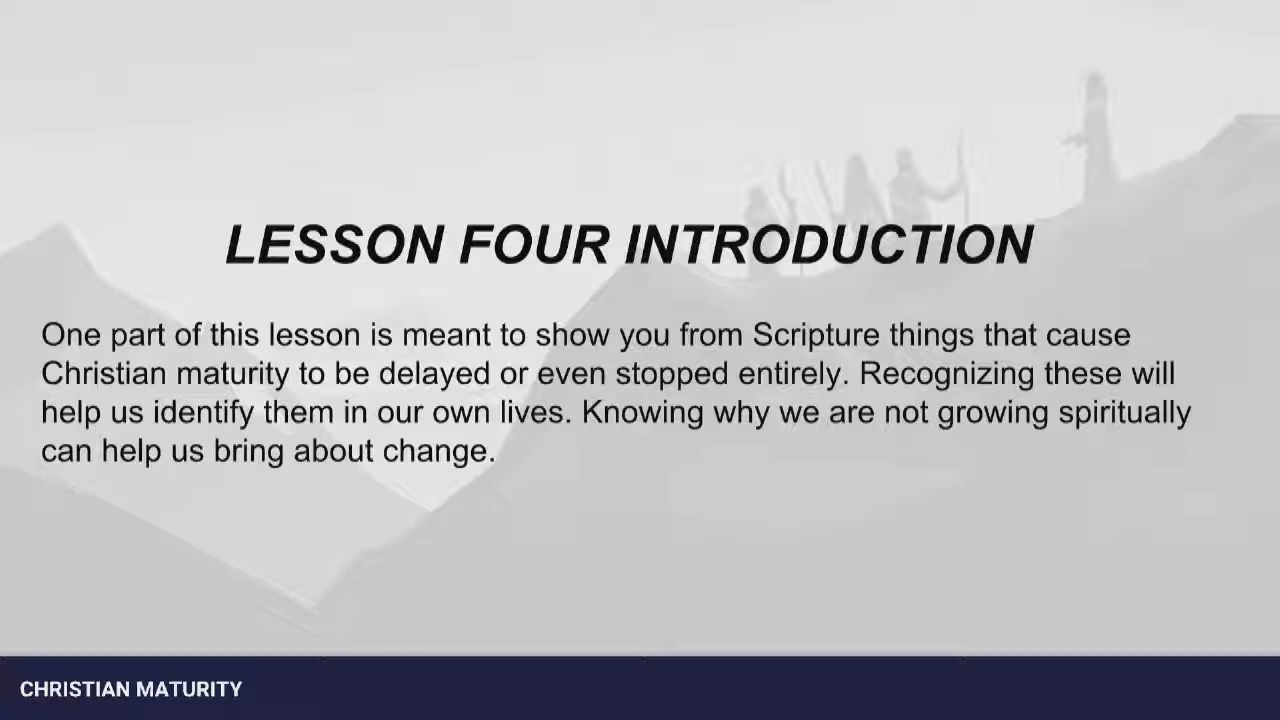 LESSON FOUR INTRODUCTION
One part of this lesson is meant to show you from Scripture things that cause
Christian maturity to be delayed or even stopped entirely. Recognizing these will
help us identify them in our own lives. Knowing why we are not growing spiritually
can help us bring about change.
CHRISTIAN MATURITY